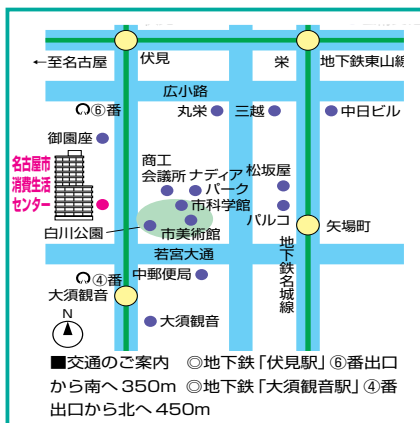 伏見
栄
←至名古屋
地下鉄東山線
広小路
⑥番
丸栄
三越
中日ビル
御園座
名古屋市
消費生活
センター
商工
会議所
ナディア
パーク
松坂屋
市科学館
パルコ
白川公園
市美術館
矢場町
若宮大通
地下鉄名城線
④番
中郵便局
大須観音
N
大須観音
■交通のご案内 ◎地下鉄「伏見駅」⑥番出口
から南へ350m ◎地下鉄「大須観音駅」④番
出口から北へ450m